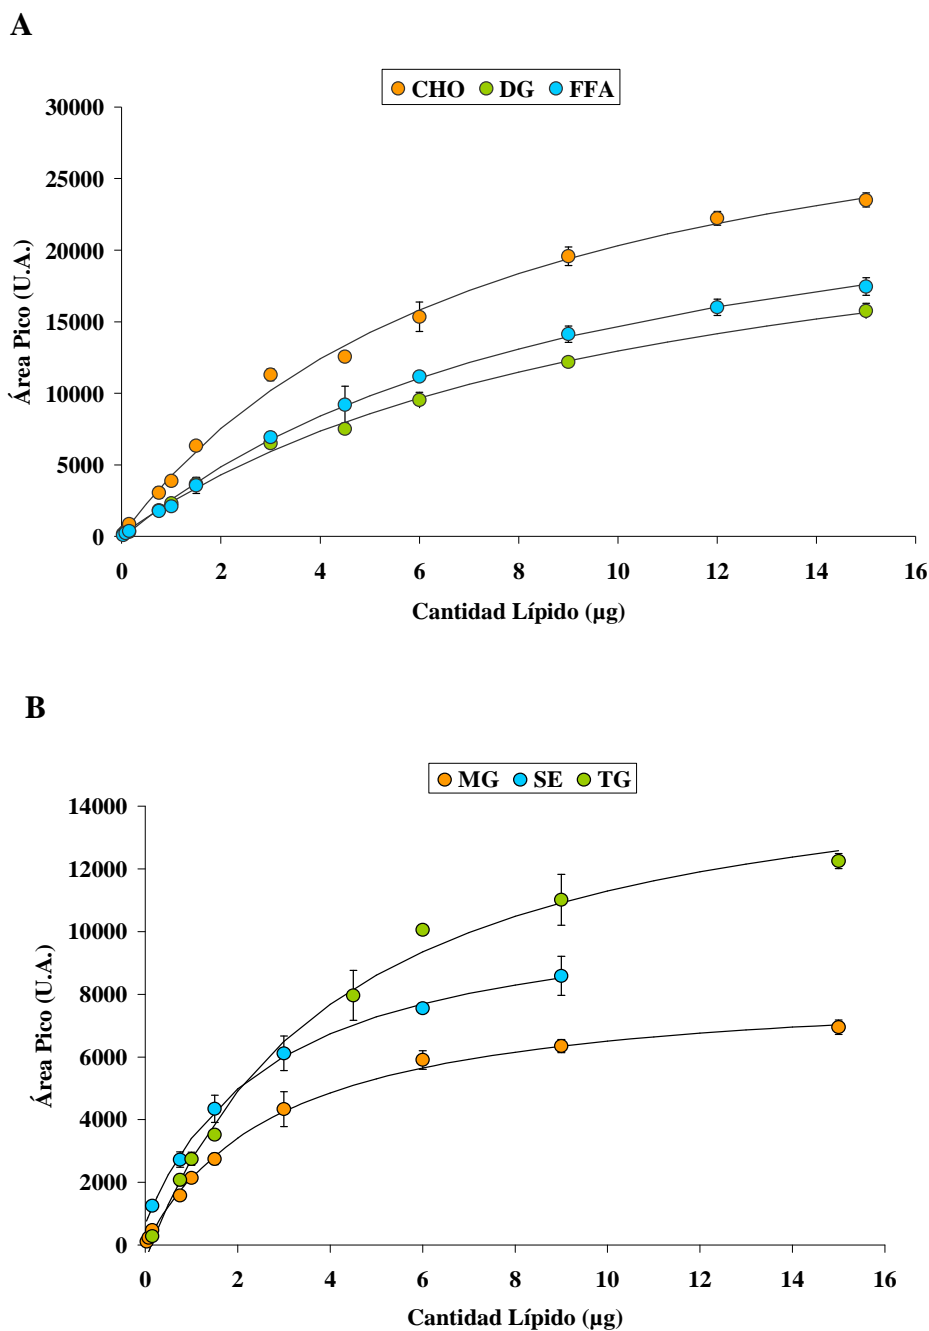 A
CHO DG FFA
30000
25000
20000
15000
10000
5000
0
Área Pico (U.A.)
0 2 4 6 8 10 12 14 16
Cantidad Lípido (µg)
B
MG SE TG
14000
12000
10000
8000
6000
4000
2000
0
Área Pico (U.A.)
0 2 4 6 8 10 12 14 16
Cantidad Lípido (µg)